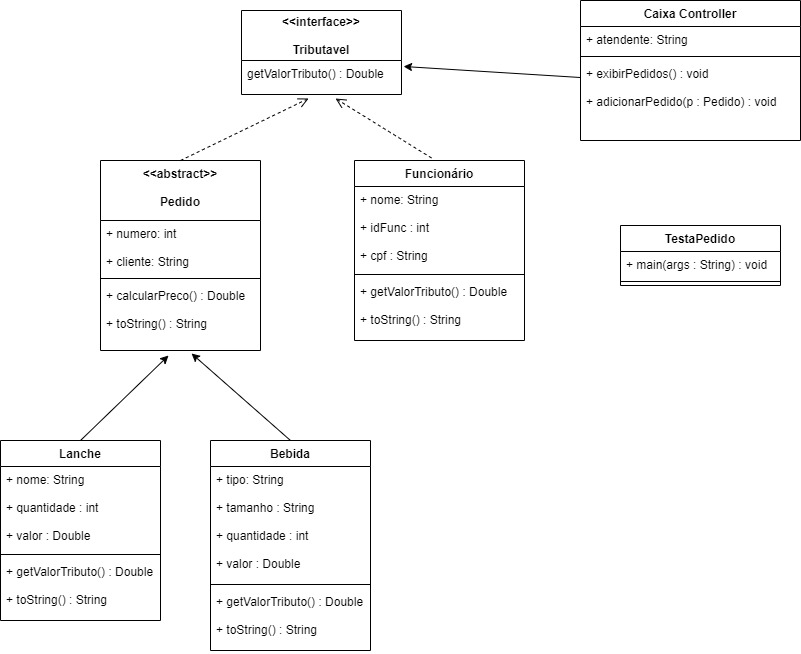 <<interface>>
Tributavel
getValorTributo() : Double
Caixa Controller
+ atendente: String
+ exibirPedidos() : void
+ adicionarPedido(p : Pedido) : void
<<abstract>>
Pedido
+ numero: int
+ cliente: String
+ calcularPreco() : Double
+ toString() : String
Funcionário
+ nome: String
+ idFunc : int
+ cpf : String
+ getValorTributo() : Double
+ toString() : String
TestaPedido
+ main(args : String) : void
Lanche
+ nome: String
+ quantidade : int
+ valor : Double
+ getValorTributo() : Double
+ toString() : String
Bebida
+ tipo: String
+ tamanho : String
+ quantidade : int
+ valor : Double
+ getValorTributo() : Double
+ toString() : String